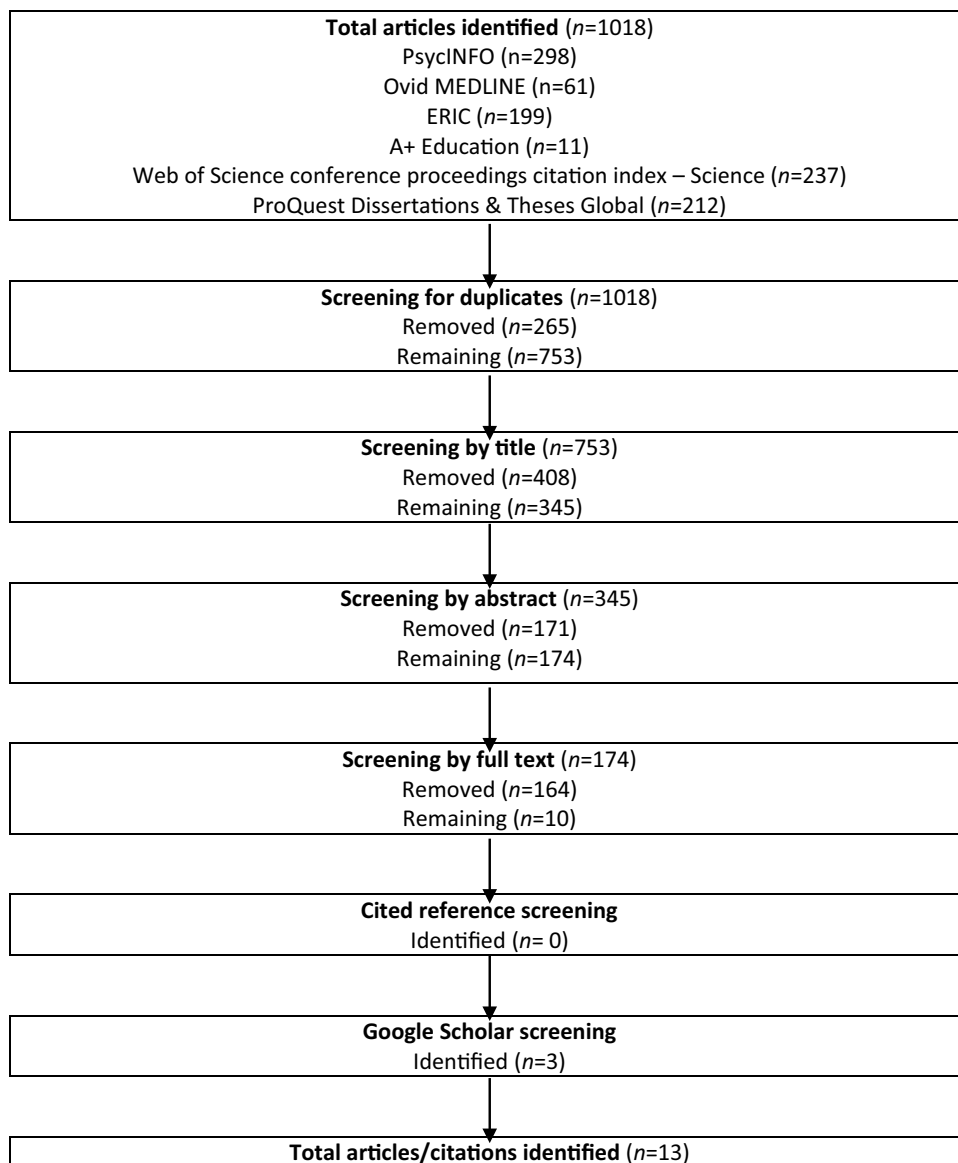 Total articles identified (n=1018)
PsycINFO (n=298)
Ovid MEDLINE (n=61)
ERIC (n=199)
A+ Education (n=11)
Web of Science conference proceedings citation index – Science (n=237)
ProQuest Dissertations & Theses Global (n=212)
Screening for duplicates (n=1018)
Removed (n=265)
Remaining (n=753)
Screening by title (n=753)
Removed (n=408)
Remaining (n=345)
Screening by abstract (n=345)
Removed (n=171)
Remaining (n=174)
Screening by full text (n=174)
Removed (n=164)
Remaining (n=10)
Cited reference screening
Identified (n= 0)
Google Scholar screening
Identified (n=3)
Total articles/citations identified (n=13)